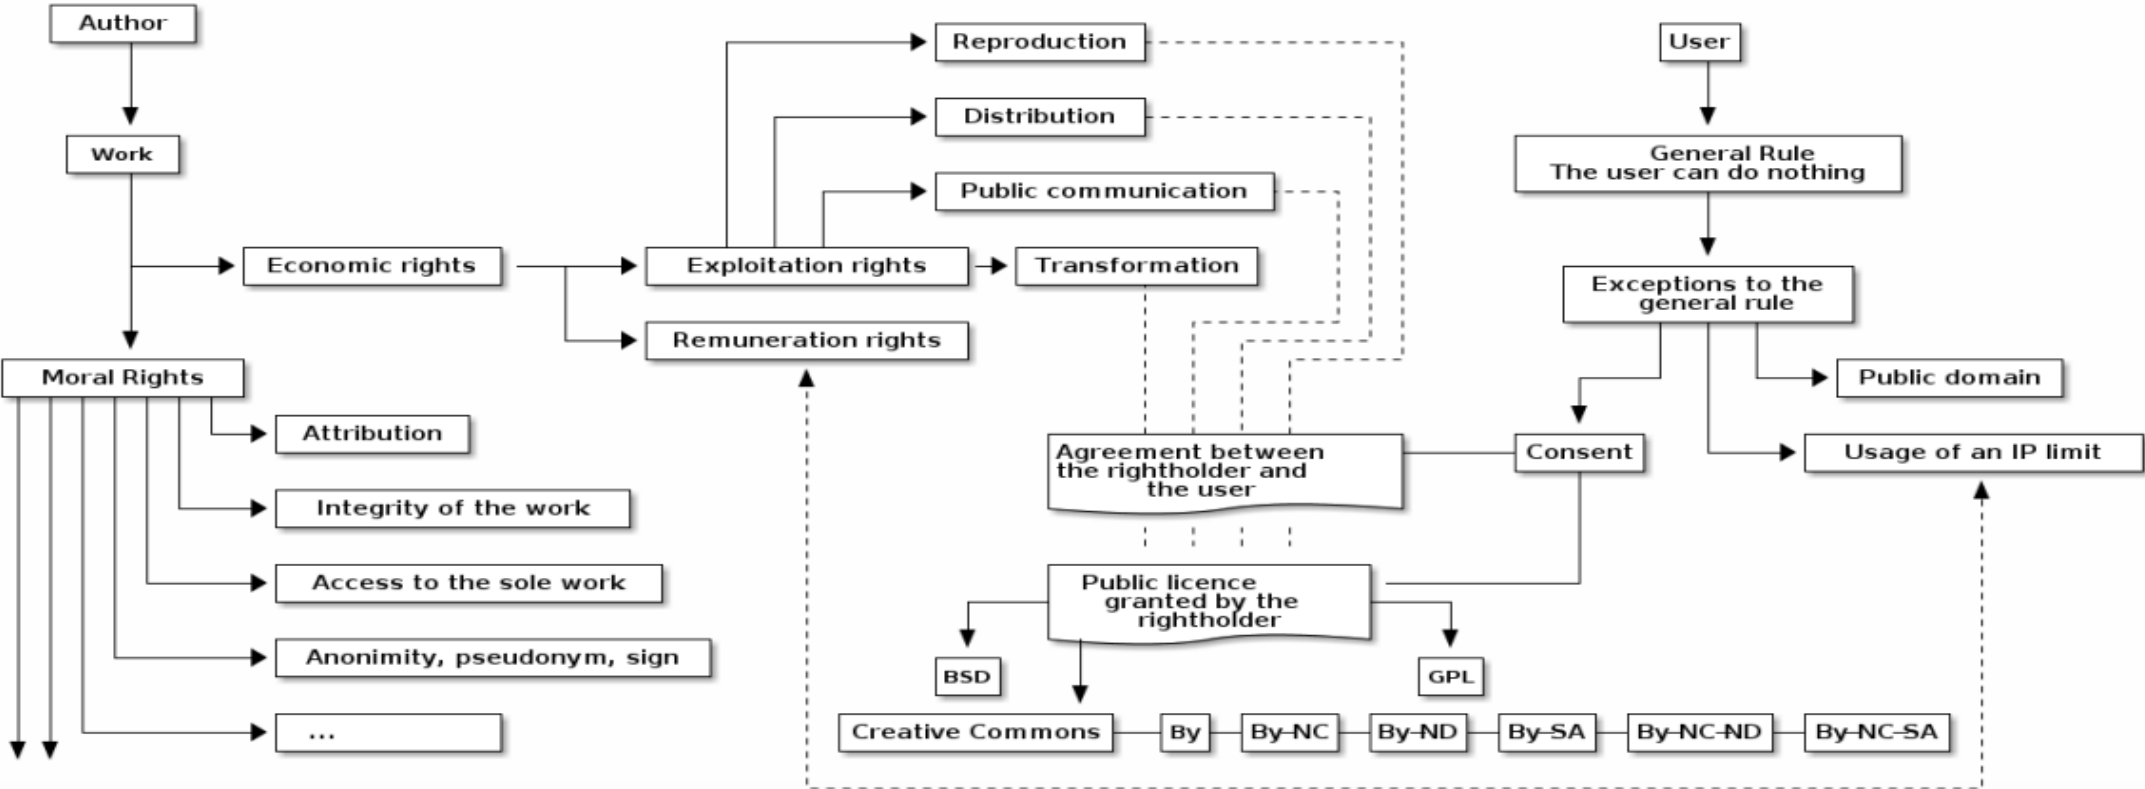 Author
Reproduction
User
Distribution
Work
General Rule
The user can do nothing
Public communication
Economic rights
Exploitation rights
Transformation
Exceptions to the
general rule
Remuneration rights
Moral Rights
Public domain
Attribution
Agreement between
the rightholder and
the user
Consent
Usage of an IP limit
Integrity of the work
Access to the sole work
Public licence
granted by the
rightholder
Anonimity, pseudonym, sign
BSD
GPL
...
Creative Commons
By
By-NC
By-ND
By-SA
By-NC-ND
By-NC-SA